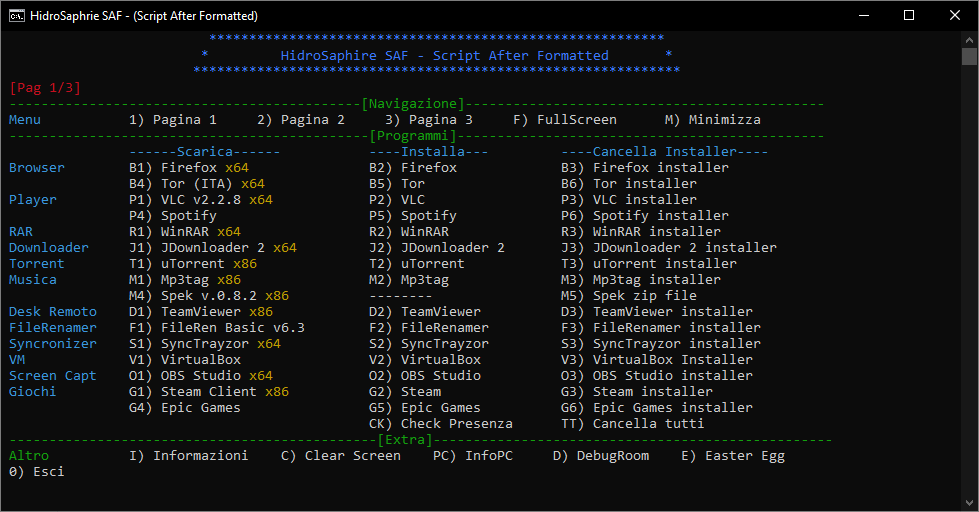 HidroSaphrie SAF - (Script After Formatted)
*********************************************************
* HidroSaphire SAF - Script After Formatted *
*************************************************************
[Pag 1/3]
--------------------------------------------[Navigazione]---------------------------------------------
Menu 1) Pagina 1 2) Pagina 2 3) Pagina 3 F) FullScreen M) Minimizza
---------------------------------------------[Programmi]----------------------------------------------
------Scarica------ ----Installa--- ----Cancella Installer----
Browser B1) Firefox x64 B2) Firefox B3) Firefox installer
B4) Tor (ITA) x64 B5) Tor B6) Tor installer
Player P1) VLC v2.2.8 x64 P2) VLC P3) VLC installer
P4) Spotify P5) Spotify P6) Spotify installer
RAR R1) WinRAR x64 R2) WinRAR R3) WinRAR installer
Downloader J1) JDownloader 2 x64 J2) JDownloader 2 J3) JDownloader 2 installer
Torrent T1) uTorrent x86 T2) uTorrent T3) uTorrent installer
Musica M1) Mp3tag x86 M2) Mp3tag M3) Mp3tag installer
M4) Spek v.0.8.2 x86 -------- M5) Spek zip file
Desk Remoto D1) TeamViewer x86 D2) TeamViewer D3) TeamViewer installer
FileRenamer F1) FileRen Basic v6.3 F2) FileRenamer F3) FileRenamer installer
Syncronizer S1) SyncTrayzor x64 S2) SyncTrayzor S3) SyncTrayzor installer
VM V1) VirtualBox V2) VirtualBox V3) VirtualBox Installer
Screen Capt O1) OBS Studio x64 O2) OBS Studio O3) OBS Studio installer
Giochi G1) Steam Client x86 G2) Steam G3) Steam installer
G4) Epic Games G5) Epic Games G6) Epic Games installer
CK) Check Presenza TT) Cancella tutti
----------------------------------------------[Extra]--------------------------------------------------
Altro I) Informazioni C) Clear Screen PC) InfoPC D) DebugRoom E) Easter Egg
0) Esci